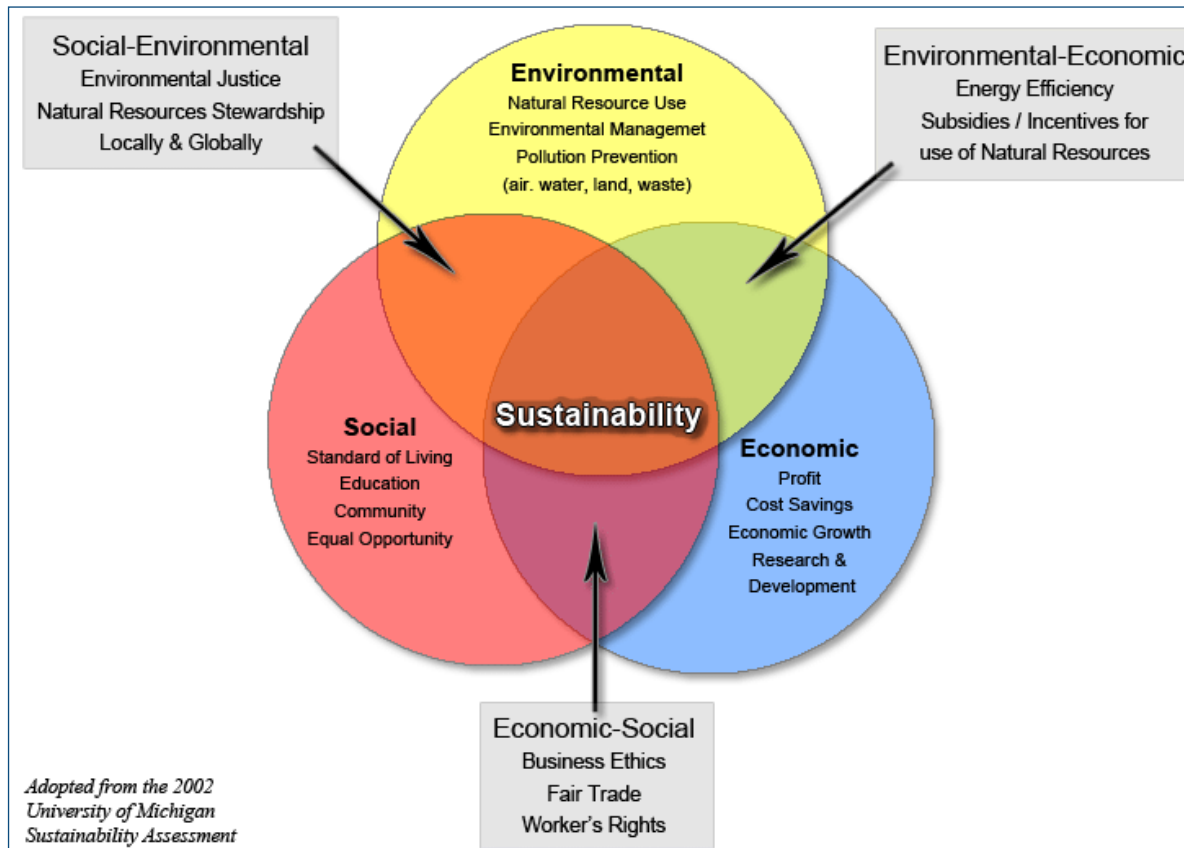 Social-Environmental
Environmental Justice
Natural Resources Stewardship
Locally & Globally
Environmental
Natural Resource Use
Environmental Managemet
Pollution Prevention
(air. water, land, waste)
Environmental-Economic
Energy Efficiency
Subsidies / Incentives for
use of Natural Resources
Sustainability
Social
Standard of Living
Education
Community
Equal Opportunity
Economic
Profit
Cost Savings
Economic Growth
Research &
Development
Economic-Social
Business Ethics
Fair Trade
Worker's Rights
Adopted from the 2002
University of Michigan
Sustainability Assessment